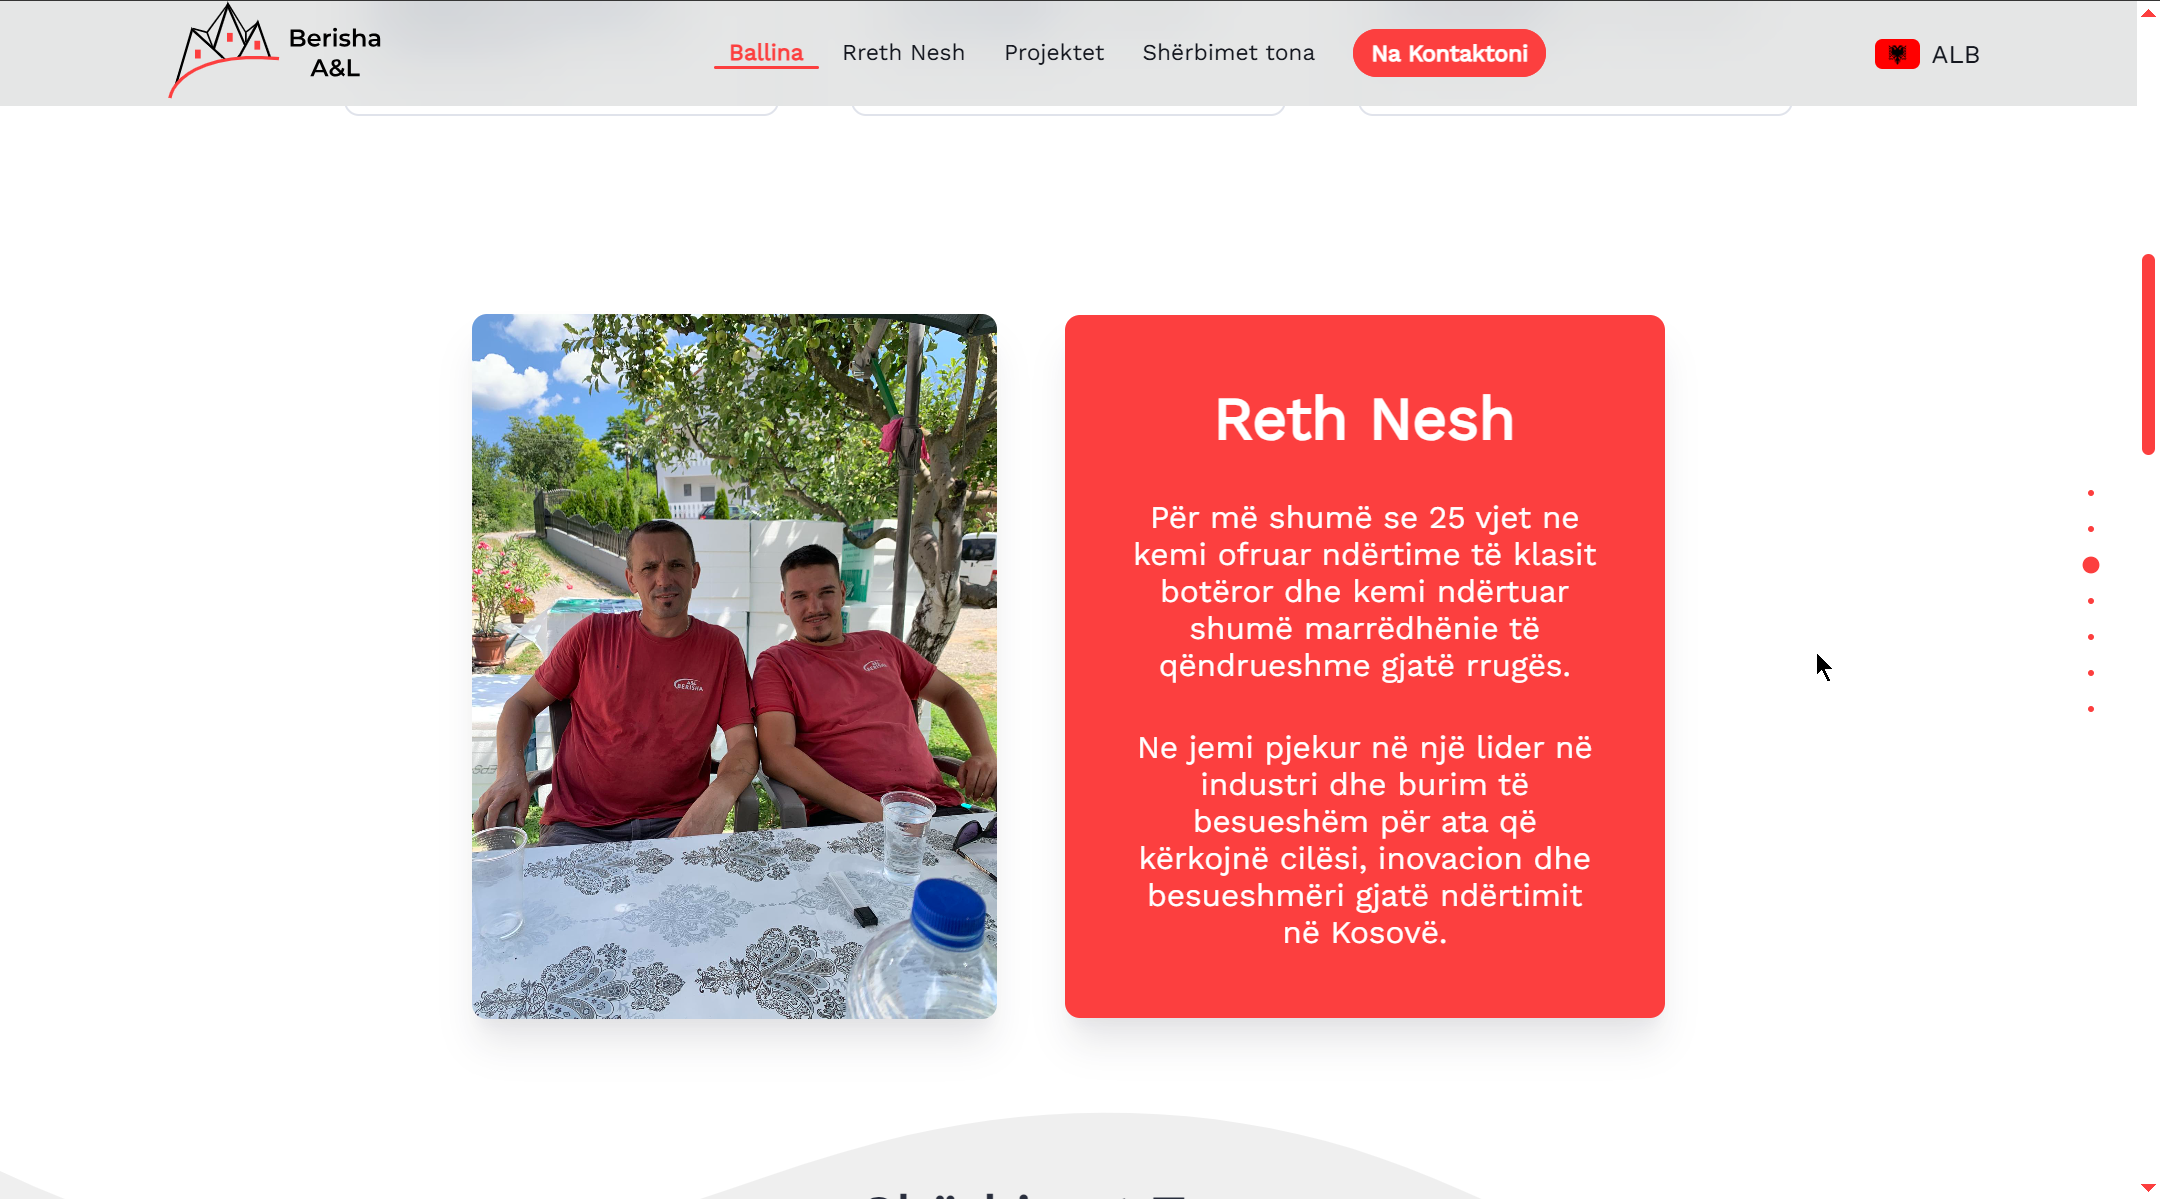 Berisha
A&L
Ballina
Rreth Nesh
Projektet
Shërbimet tona
Na Kontaktoni
ALB
Reth Nesh
Për më shumë se 25 vjet ne
kemi ofruar ndërtime të klasit
botëror dhe kemi ndërtuar
shumë marrëdhënie të
qëndrueshme gjatë rrugës.
Ne jemi pjekur në një lider në
industri dhe burim të
besueshëm për ata që
kërkojnë cilësi, inovacion dhe
besueshmëri gjatë ndërtimit
në Kosovë.
A&L
BERISHA
BERISHA